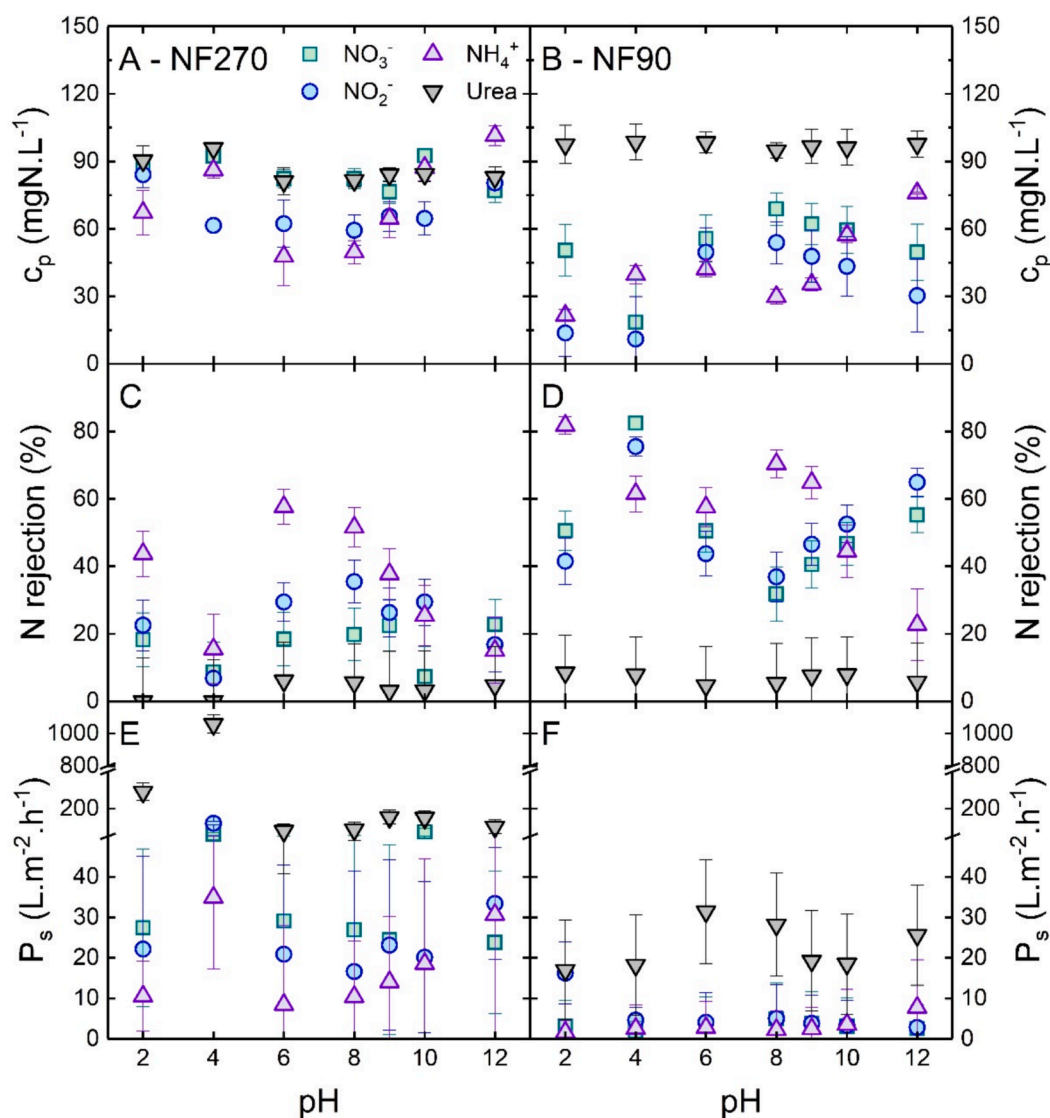 A - NF270
NO₃⁻
NO₂⁻
NH₄⁺
Urea
B - NF90
150
120
90
60
30
0
cₚ (mgN.L⁻¹)
150
120
90
60
30
0
cₚ (mgN.L⁻¹)
C
D
80
60
40
20
0
N rejection (%)
80
60
40
20
0
N rejection (%)
E
F
1000
800
200
40
30
20
10
0
Pₛ (L.m⁻².h⁻¹)
1000
800
200
40
30
20
10
0
Pₛ (L.m⁻².h⁻¹)
2 4 6 8 10 12
2 4 6 8 10 12
pH
pH